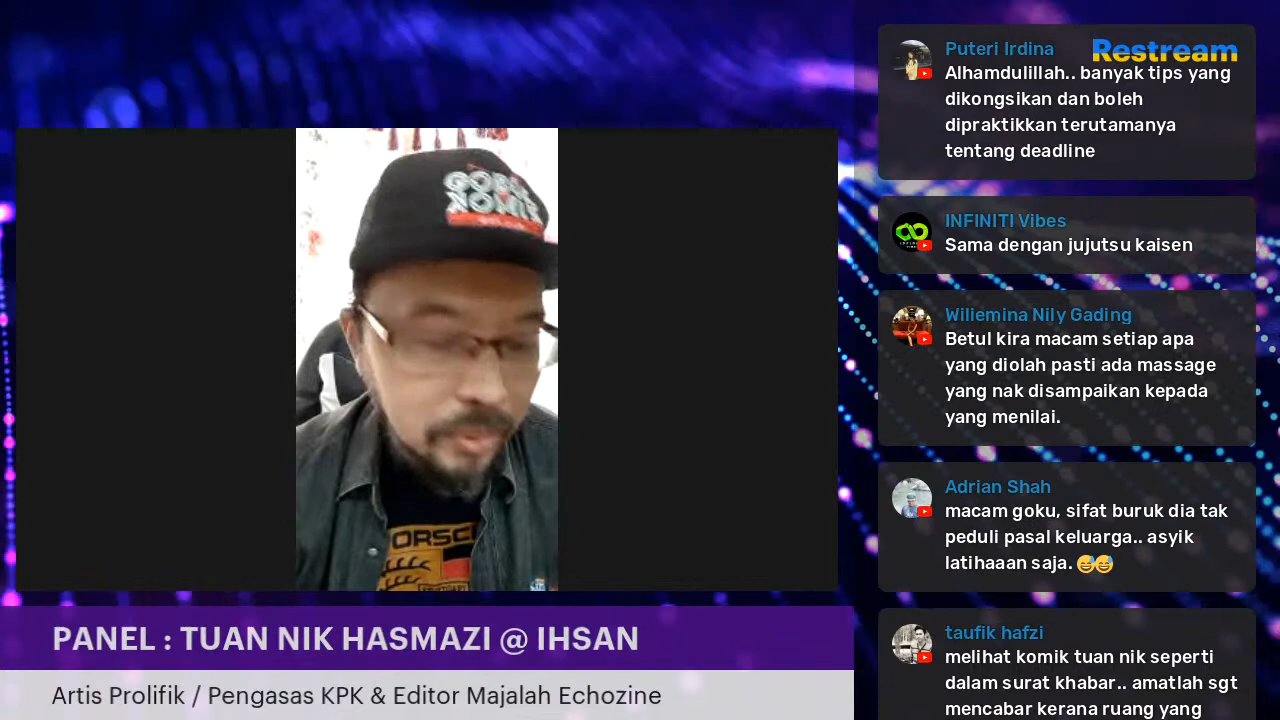 PANEL : TUAN NIK HASMAZI @ IHSAN
Artis Prolifik / Pengasas KPK & Editor Majalah Echozine
Restream
Puteri Irdina
Alhamdulillah.. banyak tips yang
dikongsikan dan boleh
dipraktikkan terutamanya
tentang deadline
INFINITI Vibes
Sama dengan jujutsu kaisen
Wiliemina Nily Gading
Betul kira macam setiap apa
yang diolah pasti ada massage
yang nak disampaikan kepada
yang menilai.
Adrian Shah
macam goku, sifat buruk dia tak
peduli pasal keluarga.. asyik
latihaaan saja. 😅😅
taufik hafzi
melihat komik tuan nik seperti
dalam surat khabar.. amatlah sgt
mencabar kerana ruang yang